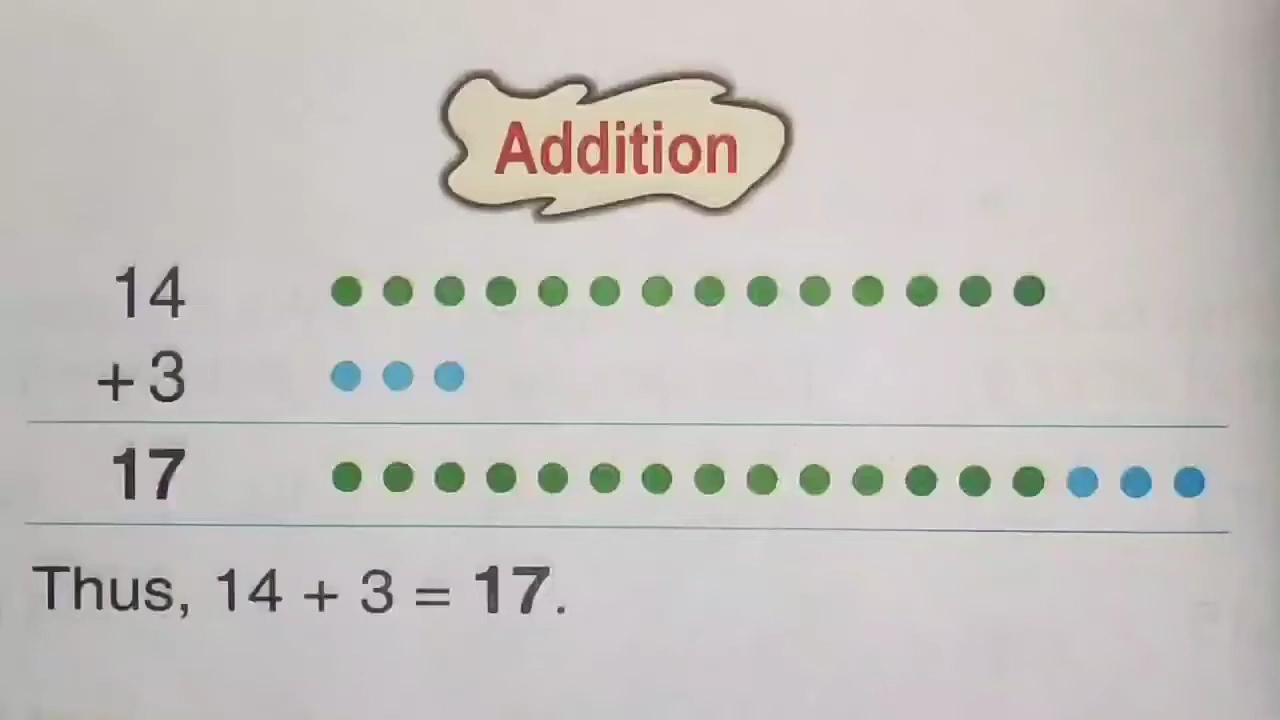 Addition
14
+3
17
Thus, 14 + 3 = 17.